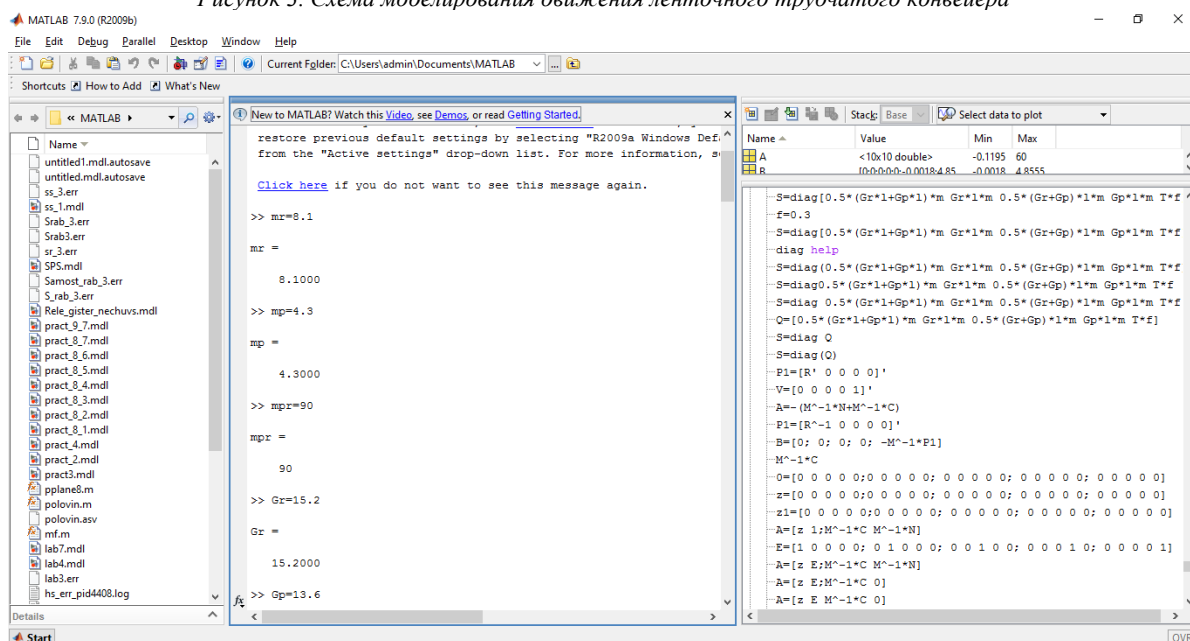 Рисунок 3. Схема моделирования движения ленточного трубчатого конвейера
MATLAB 7.9.0 (R2009b)
File Edit Debug Parallel Desktop Window Help
Current Folder: C:\Users\admin\Documents\MATLAB
Shortcuts How to Add What's New
« MATLAB
Name
untitled1.mdl.autosave
untitled.mdl.autosave
ss_3.err
ss_1.mdl
Srab_3.err
Srab3.err
sr_3.err
SPS.mdl
Samost_rab_3.err
S_rab_3.err
Rele_gister_nechuvs.mdl
pract_9_7.mdl
pract_8_7.mdl
pract_8_6.mdl
pract_8_5.mdl
pract_8_4.mdl
pract_8_3.mdl
pract_8_2.mdl
pract_8_1.mdl
pract_4.mdl
pract_2.mdl
pract3.mdl
pplane8.m
polovin.m
polovin.asv
mf.m
lab7.mdl
lab4.mdl
lab3.err
hs_err_pid4408.log
Details
Start
New to MATLAB? Watch this Video, see Demos, or read Getting Started.
restore previous default settings by selecting "R2009a Windows Def
from the "Active settings" drop-down list. For more information, s
Click here if you do not want to see this message again.
>> mr=8.1
mr =
8.1000
>> mp=4.3
mp =
4.3000
>> mpr=90
mpr =
90
>> Gr=15.2
Gr =
15.2000
fx >> Gp=13.6
Stack: Base Select data to plot
Name Value Min Max
A <10x10 double> -0.1195 60
B [0;0;0;0;0;-0.0018;4.85 -0.0018 4.8555
S=diag[0.5*(Gr*l+Gp*l)*m Gr*l*m 0.5*(Gr+Gp)*l*m Gp*l*m T*f
f=0.3
S=diag[0.5*(Gr*l+Gp*l)*m Gr*l*m 0.5*(Gr+Gp)*l*m Gp*l*m T*f
diag help
S=diag(0.5*(Gr*l+Gp*l)*m Gr*l*m 0.5*(Gr+Gp)*l*m Gp*l*m T*f
S=diag0.5*(Gr*l+Gp*l)*m Gr*l*m 0.5*(Gr+Gp)*l*m Gp*l*m T*f
S=diag 0.5*(Gr*l+Gp*l)*m Gr*l*m 0.5*(Gr+Gp)*l*m Gp*l*m T*f
Q=[0.5*(Gr*l+Gp*l)*m Gr*l*m 0.5*(Gr+Gp)*l*m Gp*l*m T*f]
S=diag Q
S=diag(Q)
P1=[R' 0 0 0 0]'
V=[0 0 0 0 1]'
A=-(M^-1*N+M^-1*C)
P1=[R^-1 0 0 0 0]'
B=[0; 0; 0; 0; -M^-1*P1]
M^-1*C
0=[0 0 0 0 0;0 0 0 0 0; 0 0 0 0 0; 0 0 0 0 0; 0 0 0 0 0]
z=[0 0 0 0 0;0 0 0 0 0; 0 0 0 0 0; 0 0 0 0 0; 0 0 0 0 0]
z1=[0 0 0 0 0;0 0 0 0 0; 0 0 0 0 0; 0 0 0 0 0; 0 0 0 0 0]
A=[z 1;M^-1*C M^-1*N]
E=[1 0 0 0 0; 0 1 0 0 0; 0 0 1 0 0; 0 0 0 1 0; 0 0 0 0 1]
A=[z E;M^-1*C M^-1*N]
A=[z E;M^-1*C 0]
A=[z E M^-1*C 0]
OVR